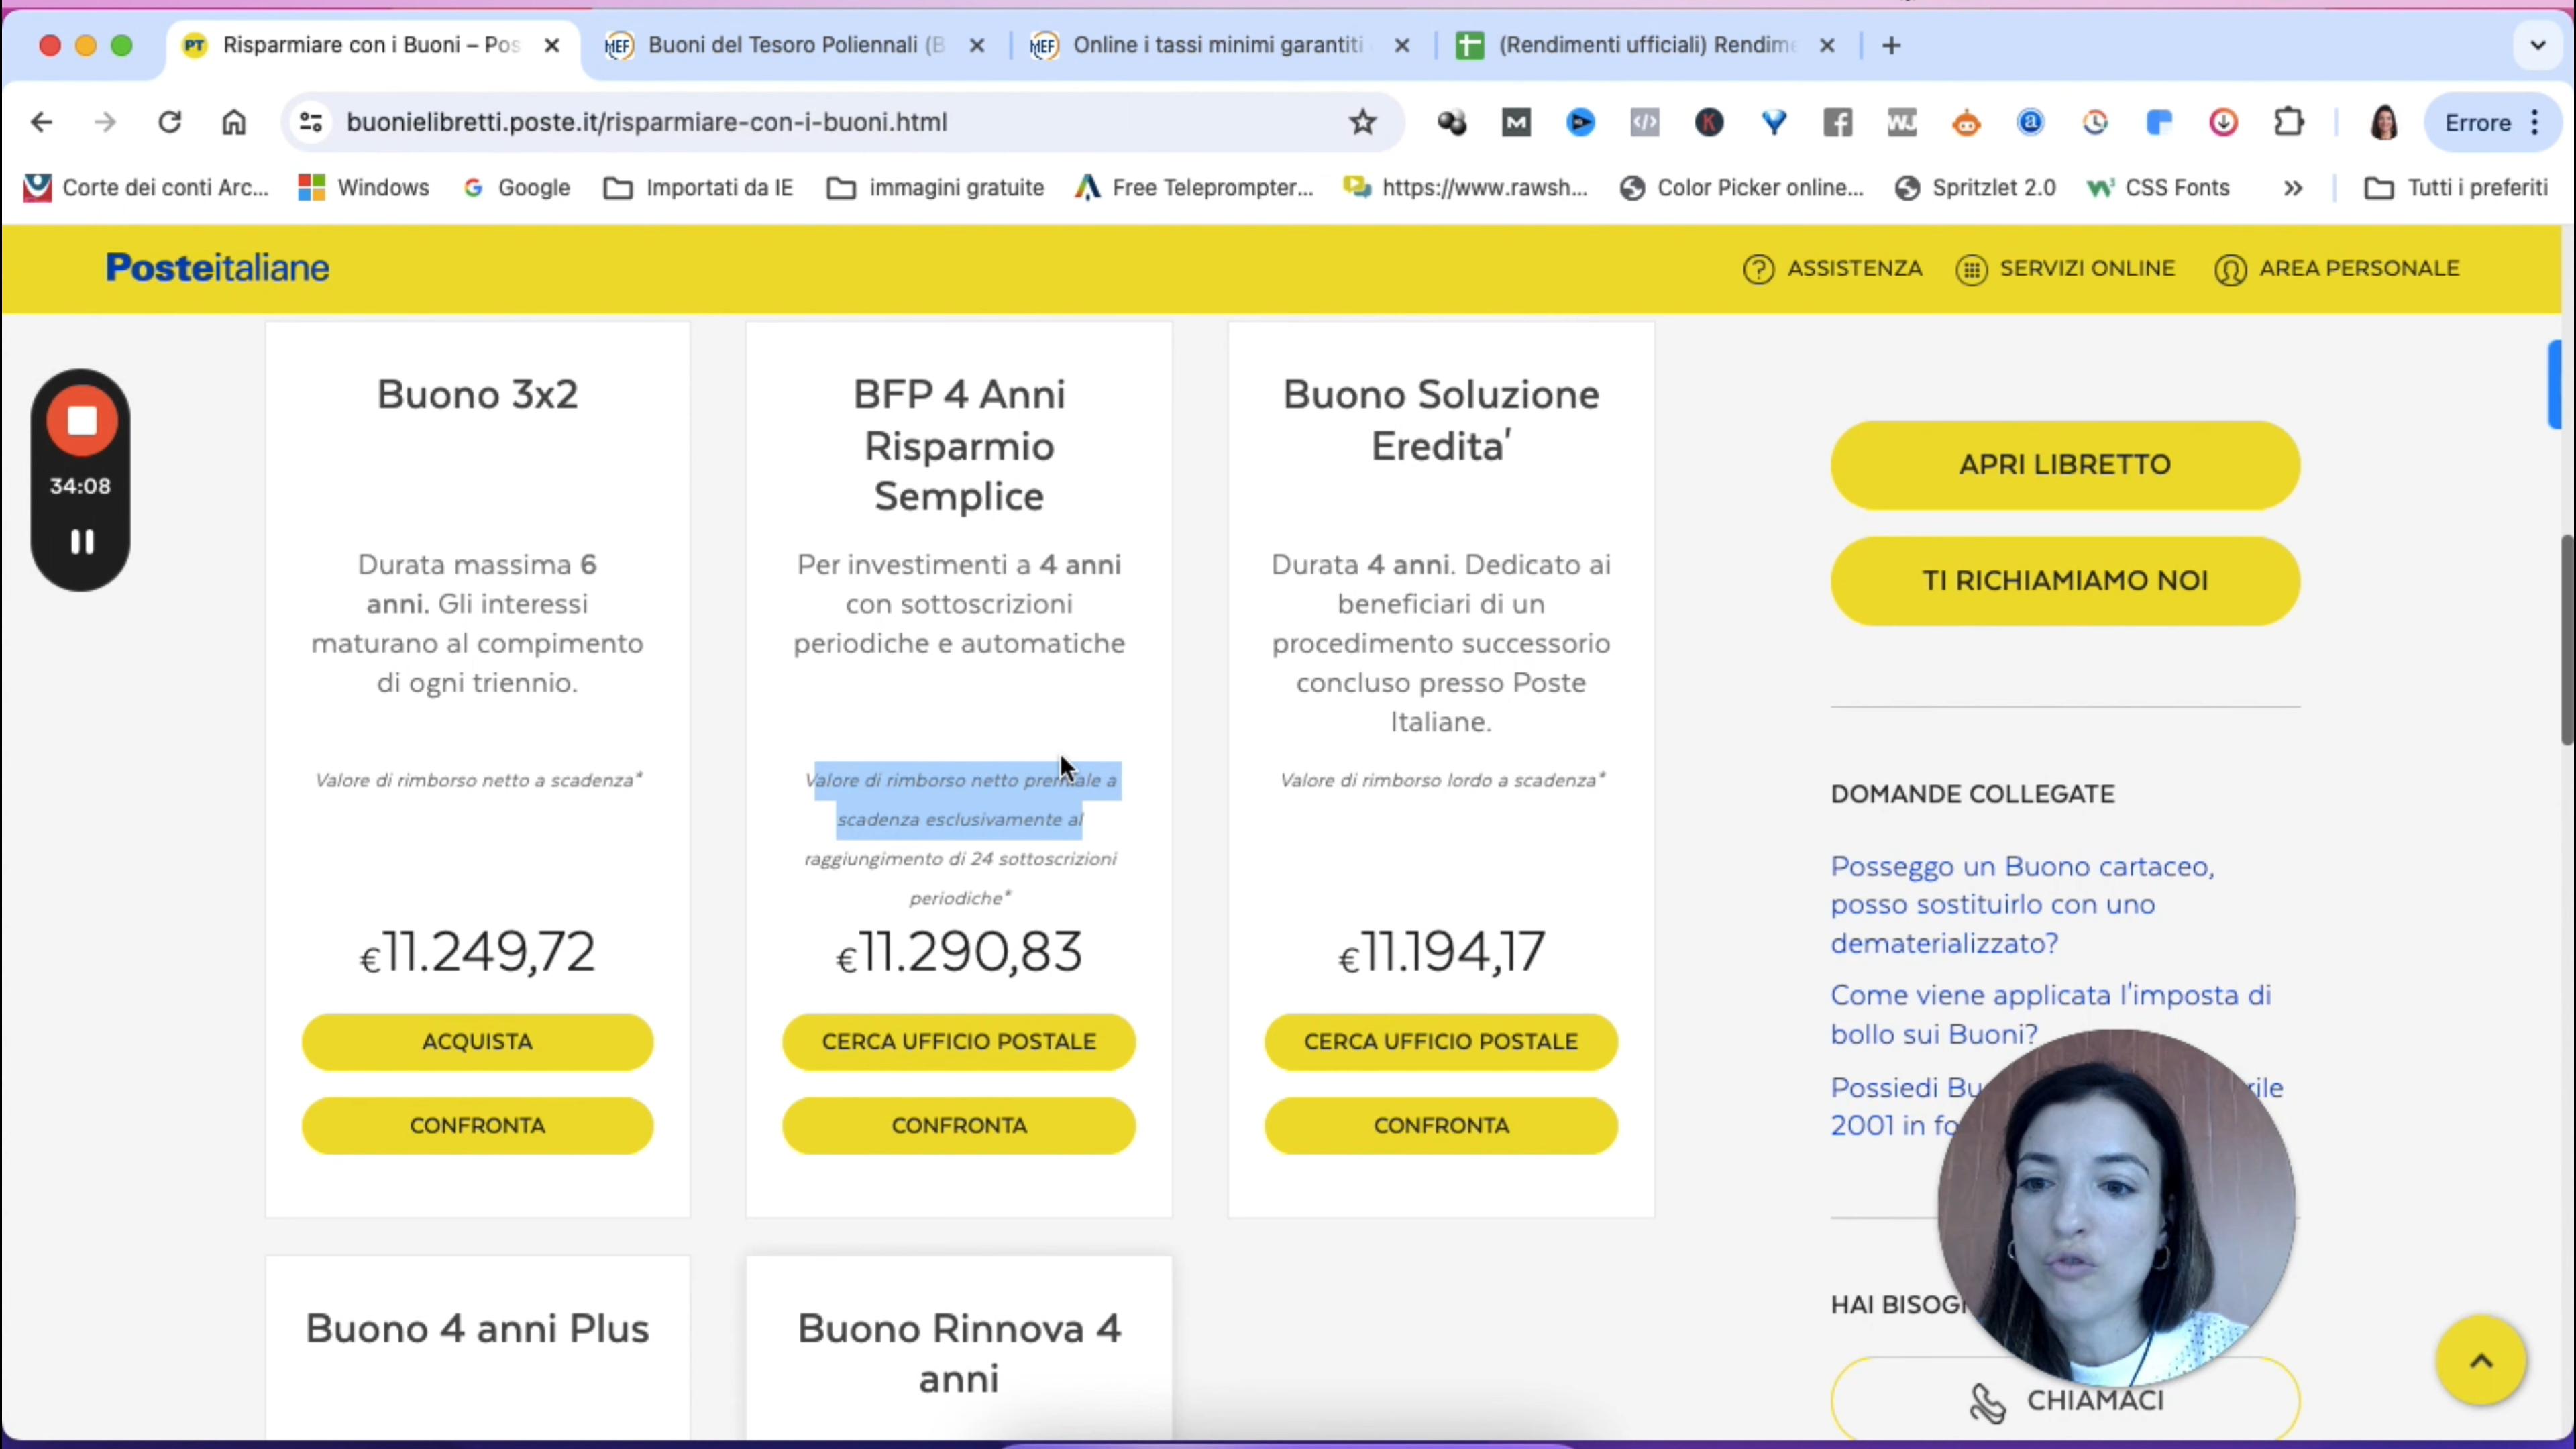 Risparmiare con i Buoni – Pos
Buoni del Tesoro Poliennali (B
Online i tassi minimi garantiti
(Rendimenti ufficiali) Rendime
buonielibretti.poste.it/risparmiare-con-i-buoni.html
Errore
Corte dei conti Arc...
Windows
Google
Importati da IE
immagini gratuite
Free Teleprompter...
https://www.rawsh...
Color Picker online...
Spritzlet 2.0
CSS Fonts
Tutti i preferiti
Posteitaliane
ASSISTENZA
SERVIZI ONLINE
AREA PERSONALE
34:08
Buono 3x2
Durata massima 6
anni. Gli interessi
maturano al compimento
di ogni triennio.
Valore di rimborso netto a scadenza*
€11.249,72
ACQUISTA
CONFRONTA
BFP 4 Anni
Risparmio
Semplice
Per investimenti a 4 anni
con sottoscrizioni
periodiche e automatiche
Valore di rimborso netto premiale a
scadenza esclusivamente al
raggiungimento di 24 sottoscrizioni
periodiche*
€11.290,83
CERCA UFFICIO POSTALE
CONFRONTA
Buono Soluzione
Eredita'
Durata 4 anni. Dedicato ai
beneficiari di un
procedimento successorio
concluso presso Poste
Italiane.
Valore di rimborso lordo a scadenza*
€11.194,17
CERCA UFFICIO POSTALE
CONFRONTA
Buono 4 anni Plus
Buono Rinnova 4
anni
APRI LIBRETTO
TI RICHIAMIAMO NOI
DOMANDE COLLEGATE
Posseggo un Buono cartaceo,
posso sostituirlo con uno
dematerializzato?
Come viene applicata l'imposta di
bollo sui Buoni?
Possiedi Bu rile
2001 in fo
HAI BISOG
CHIAMACI